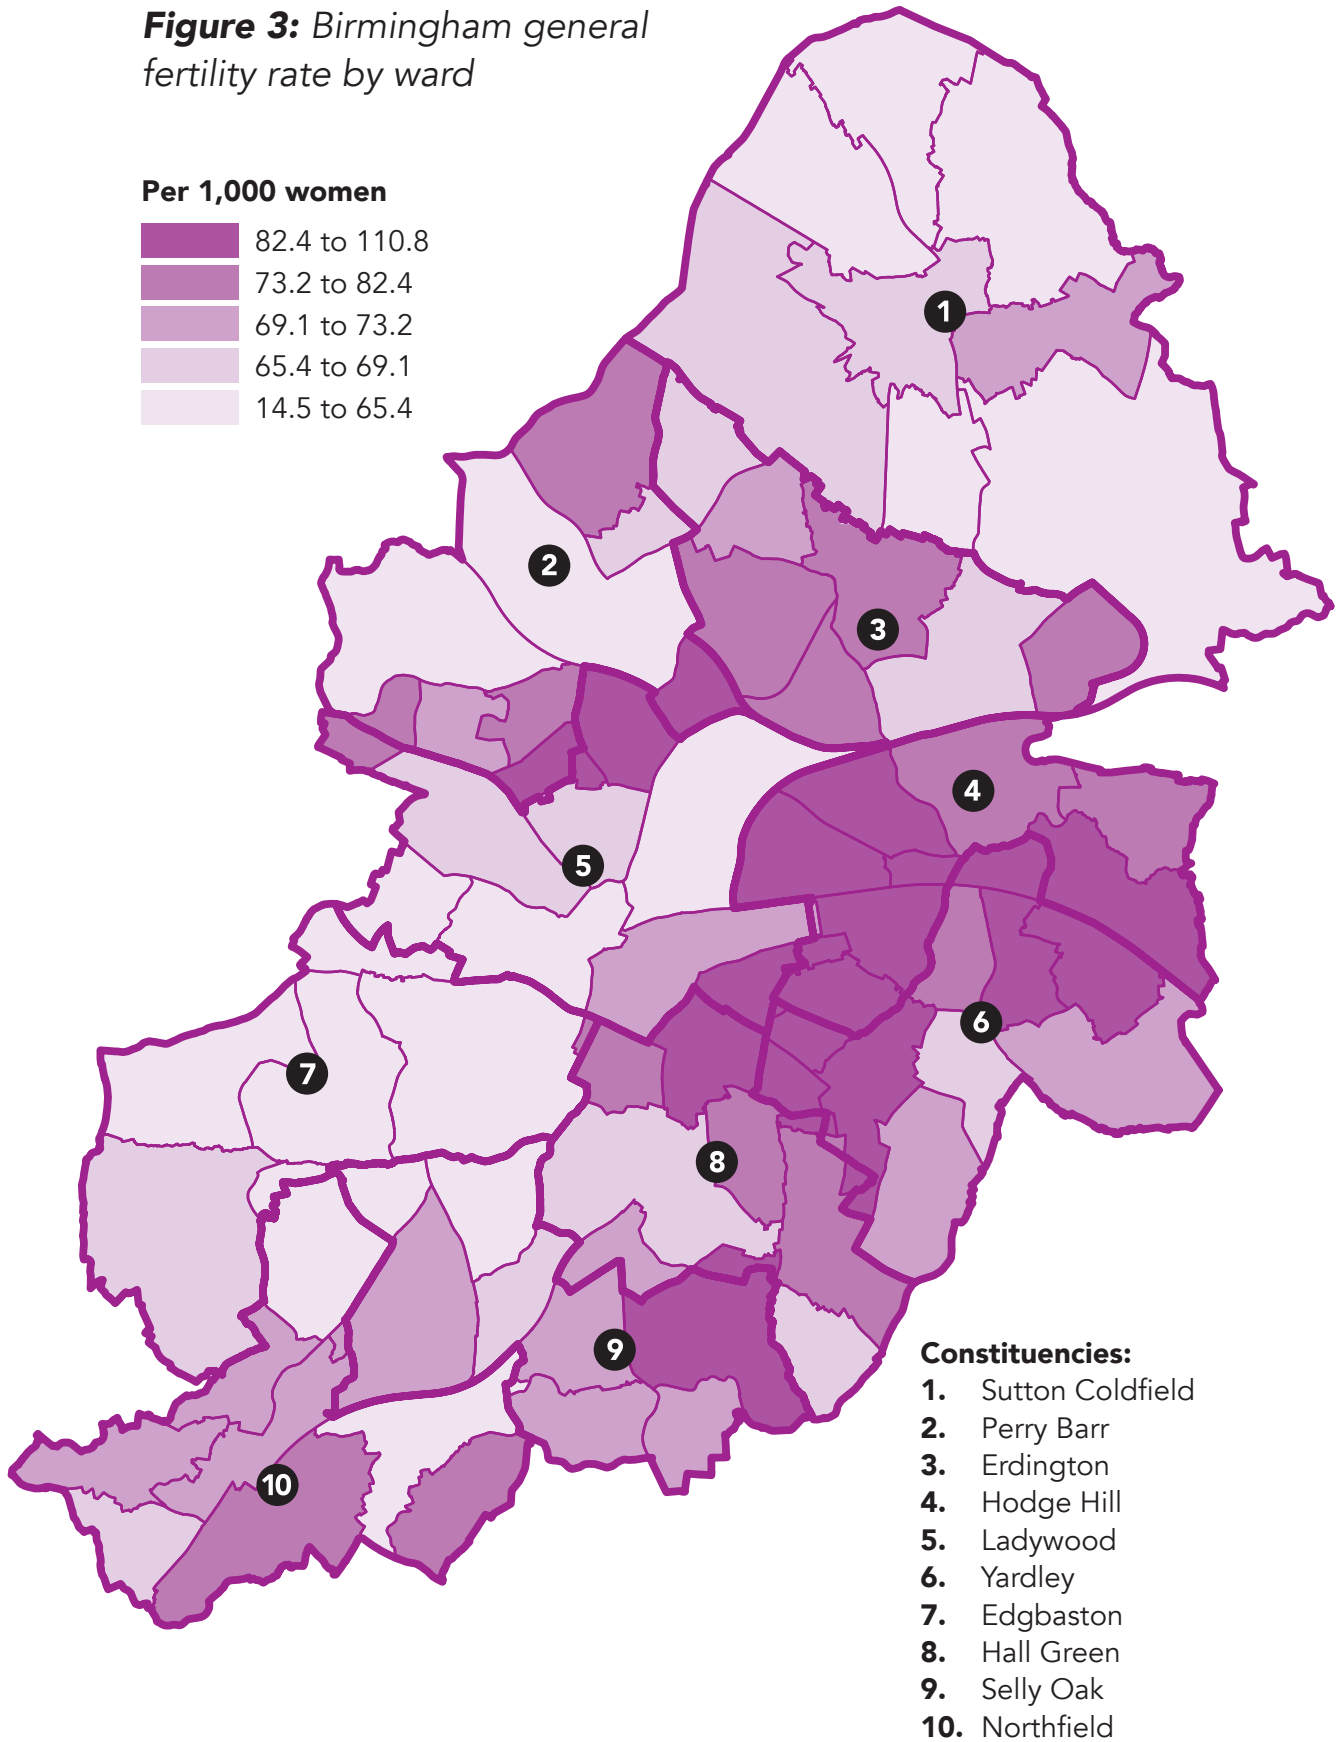 Figure 3: Birmingham general
fertility rate by ward
Per 1,000 women
82.4 to 110.8
73.2 to 82.4
69.1 to 73.2
65.4 to 69.1
14.5 to 65.4
1
2
3
4
5
6
7
8
9
10
Constituencies:
1. Sutton Coldfield
2. Perry Barr
3. Erdington
4. Hodge Hill
5. Ladywood
6. Yardley
7. Edgbaston
8. Hall Green
9. Selly Oak
10. Northfield